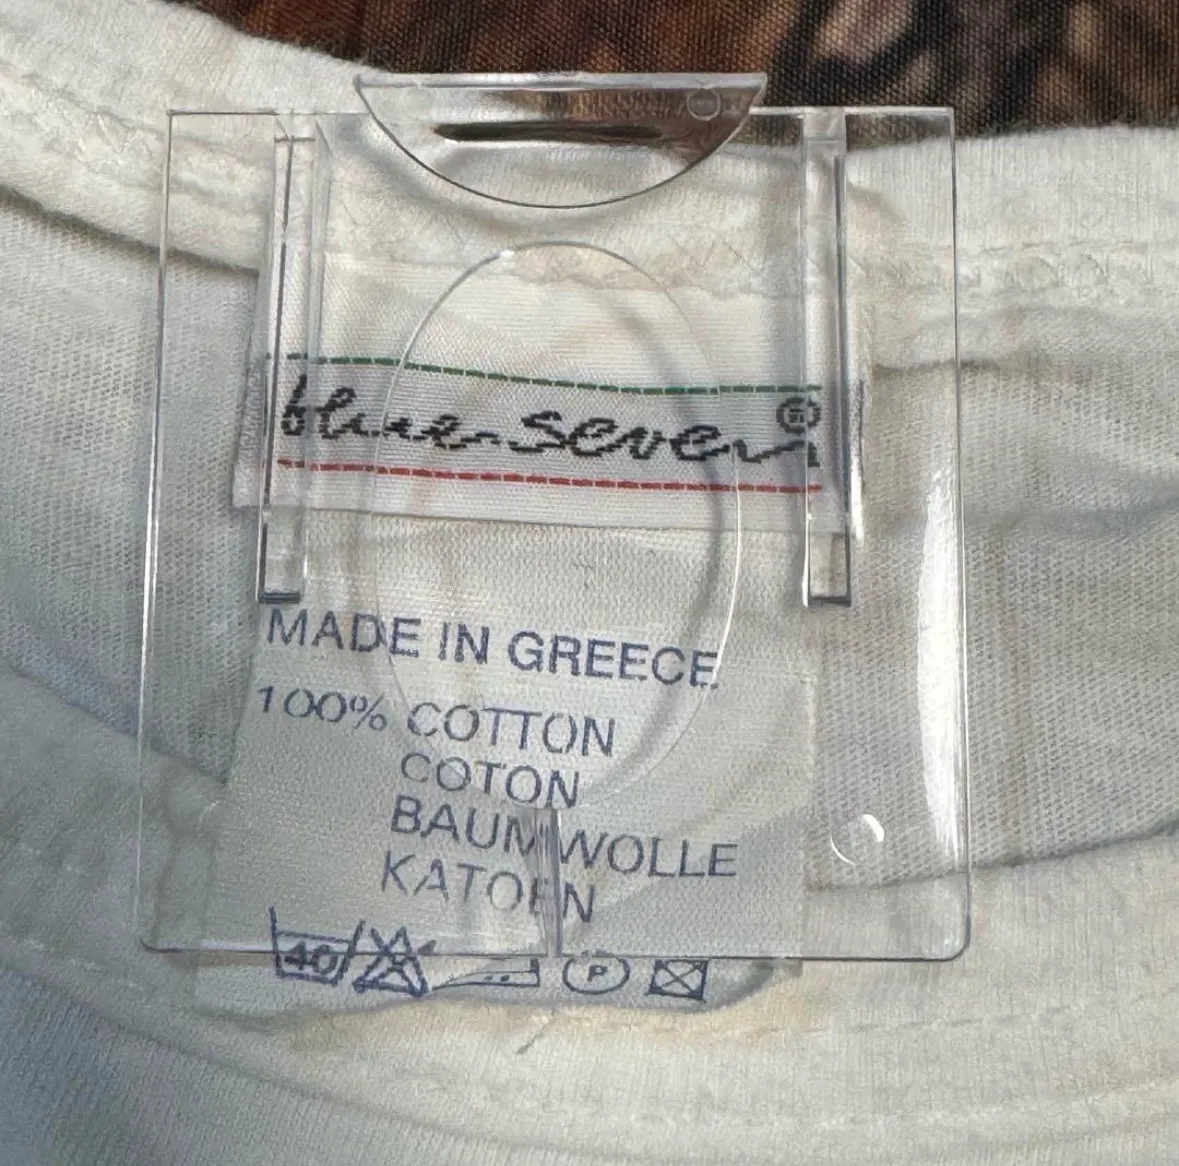 blue seven®
MADE IN GREECE
100% COTTON
COTON
BAUMWOLLE
KATOEN
40
P